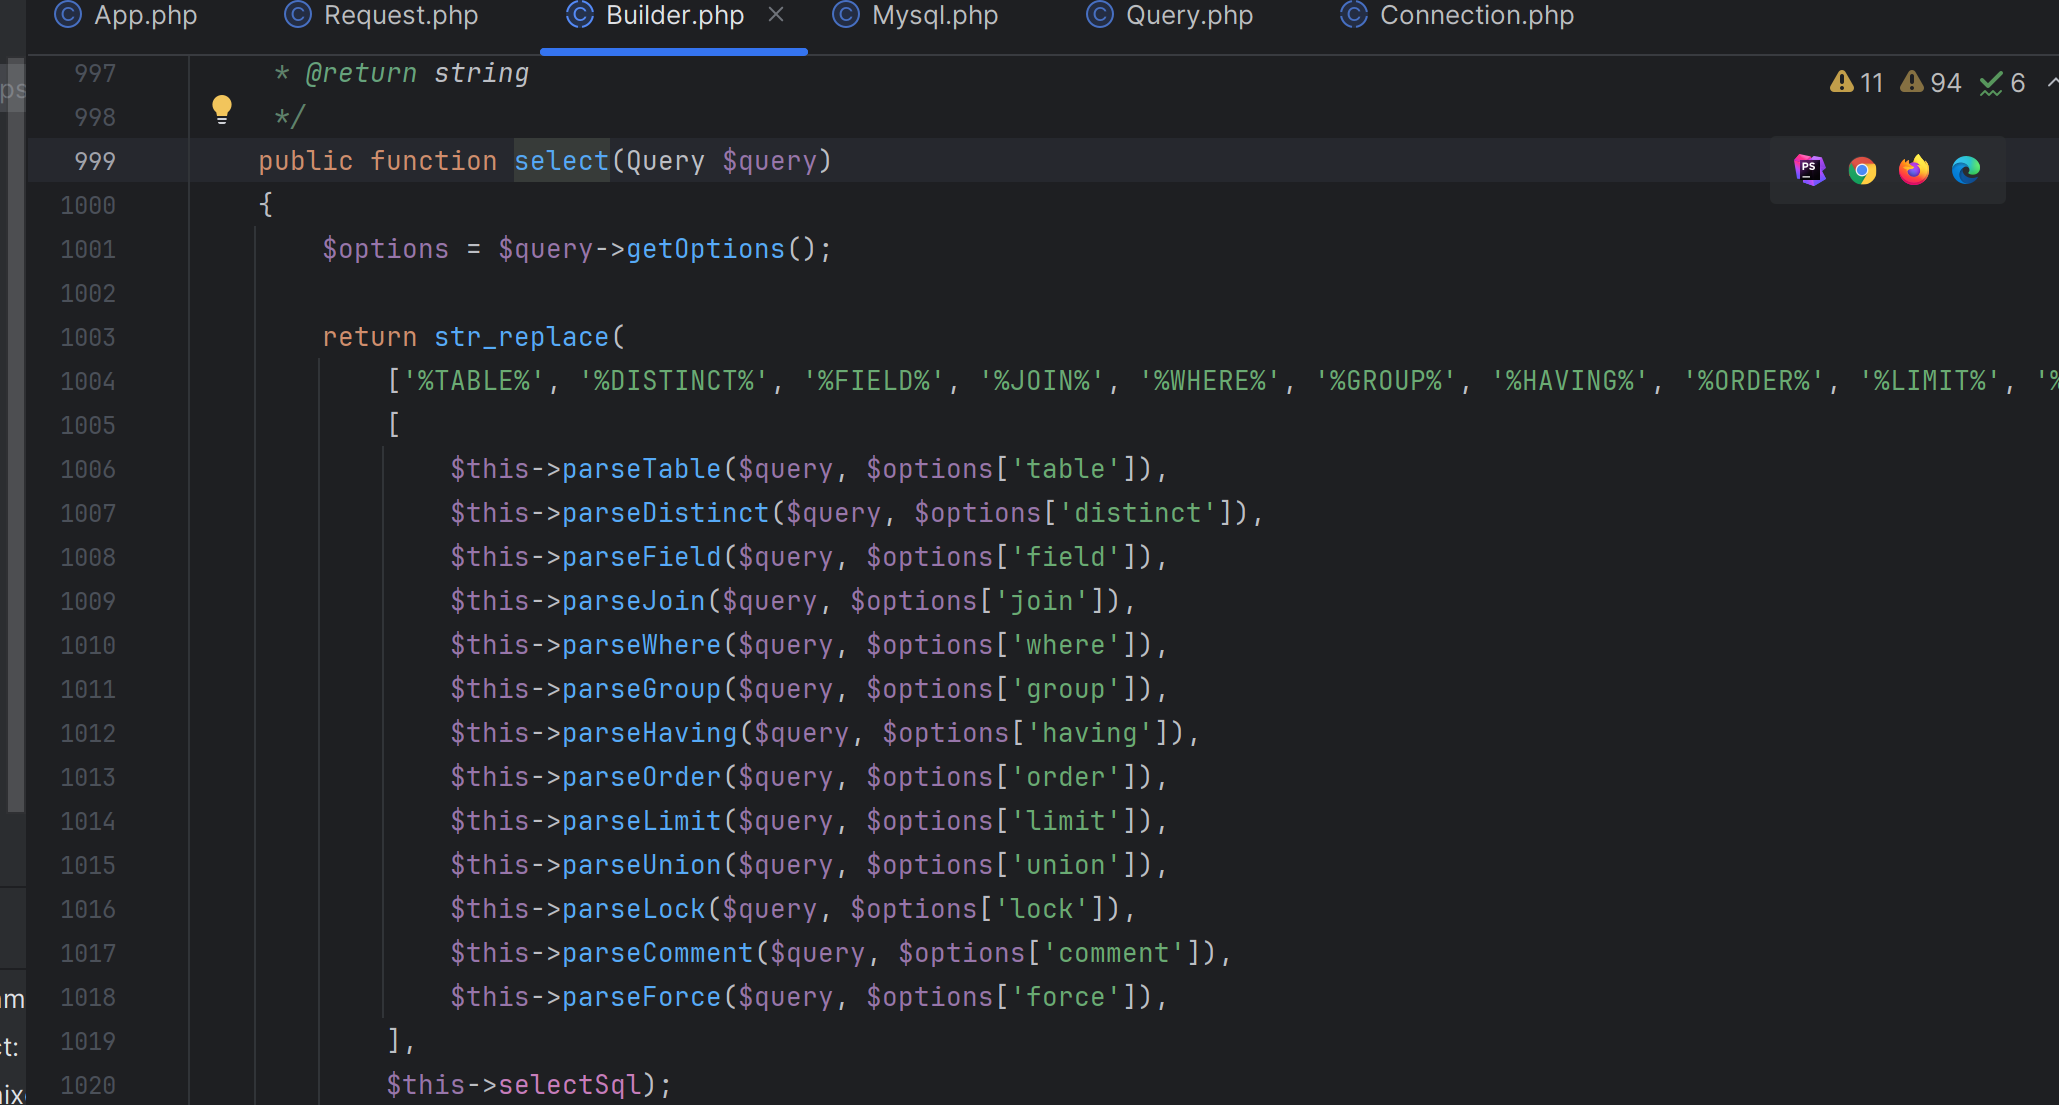 App.php Request.php Builder.php Mysql.php Query.php Connection.php
997 * @return string
11 94 6
998 */
999 public function select(Query $query)
PS
1000 {
1001 $options = $query->getOptions();
1002
1003 return str_replace(
1004 ['%TABLE%', '%DISTINCT%', '%FIELD%', '%JOIN%', '%WHERE%', '%GROUP%', '%HAVING%', '%ORDER%', '%LIMIT%', '%
1005 [
1006 $this->parseTable($query, $options['table']),
1007 $this->parseDistinct($query, $options['distinct']),
1008 $this->parseField($query, $options['field']),
1009 $this->parseJoin($query, $options['join']),
1010 $this->parseWhere($query, $options['where']),
1011 $this->parseGroup($query, $options['group']),
1012 $this->parseHaving($query, $options['having']),
1013 $this->parseOrder($query, $options['order']),
1014 $this->parseLimit($query, $options['limit']),
1015 $this->parseUnion($query, $options['union']),
1016 $this->parseLock($query, $options['lock']),
1017 $this->parseComment($query, $options['comment']),
1018 $this->parseForce($query, $options['force']),
1019 ],
1020 $this->selectSql);